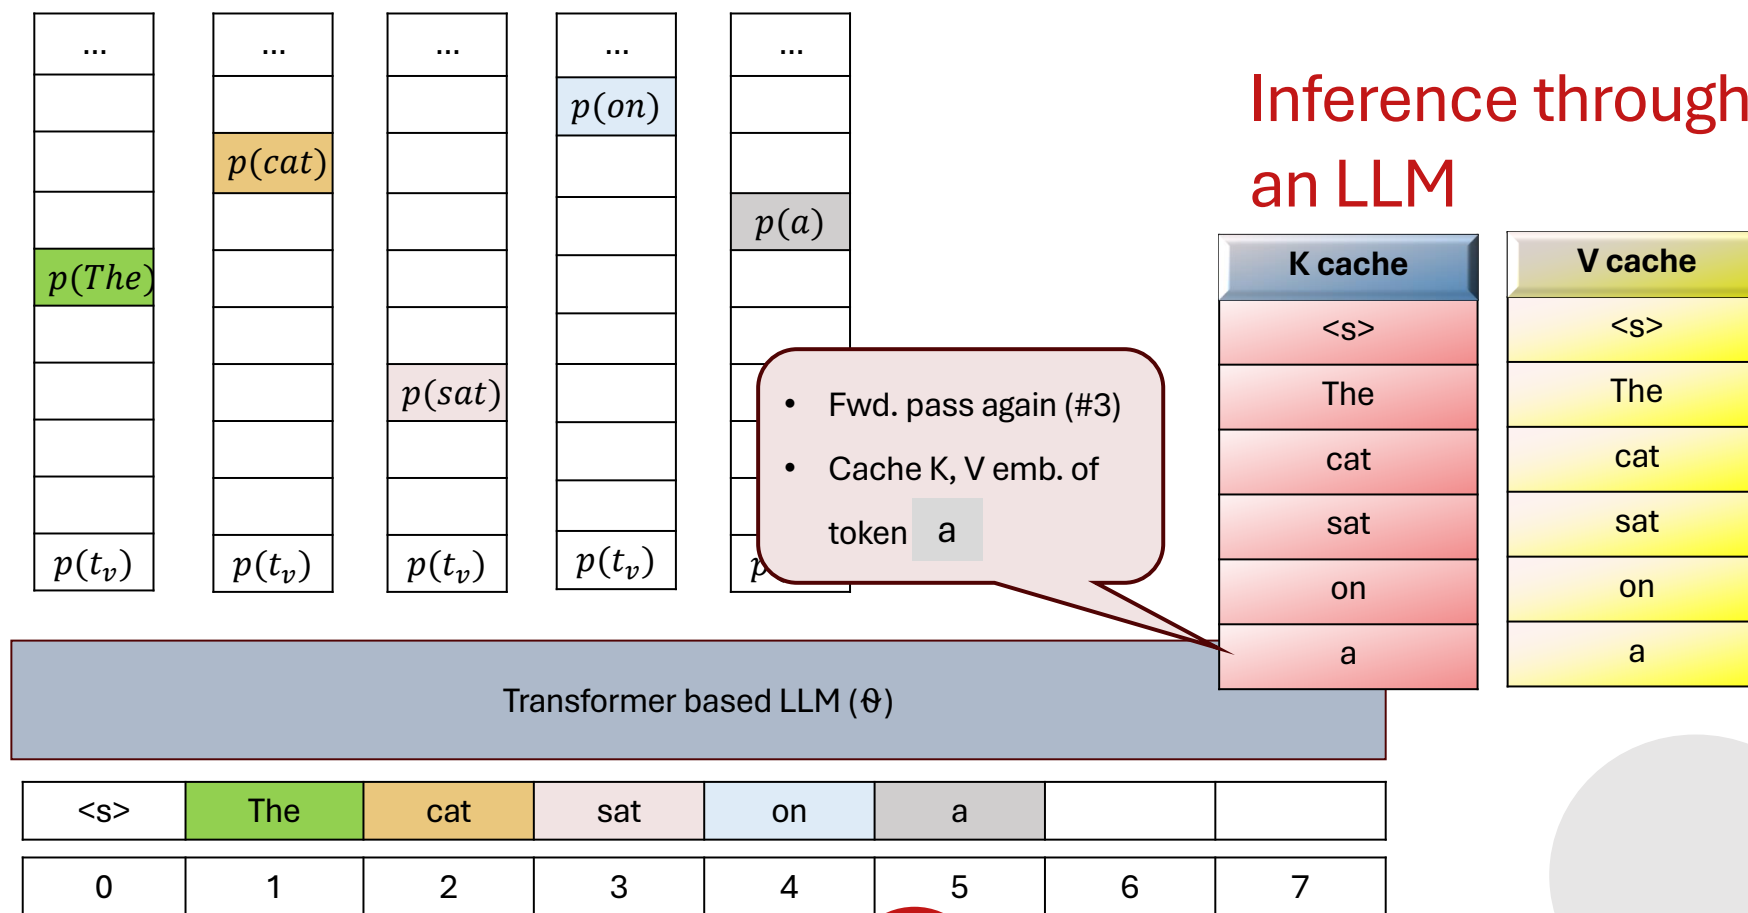 Inference through
an LLM
... ... ... ... ...
p(on)
p(cat)
p(a)
p(The)
p(sat)
p(t_v) p(t_v) p(t_v) p(t_v) p
• Fwd. pass again (#3)
• Cache K, V emb. of
token a
K cache V cache
<s> <s>
The The
cat cat
sat sat
on on
a a
Transformer based LLM (ϑ)
<s> The cat sat on a
0 1 2 3 4 5 6 7